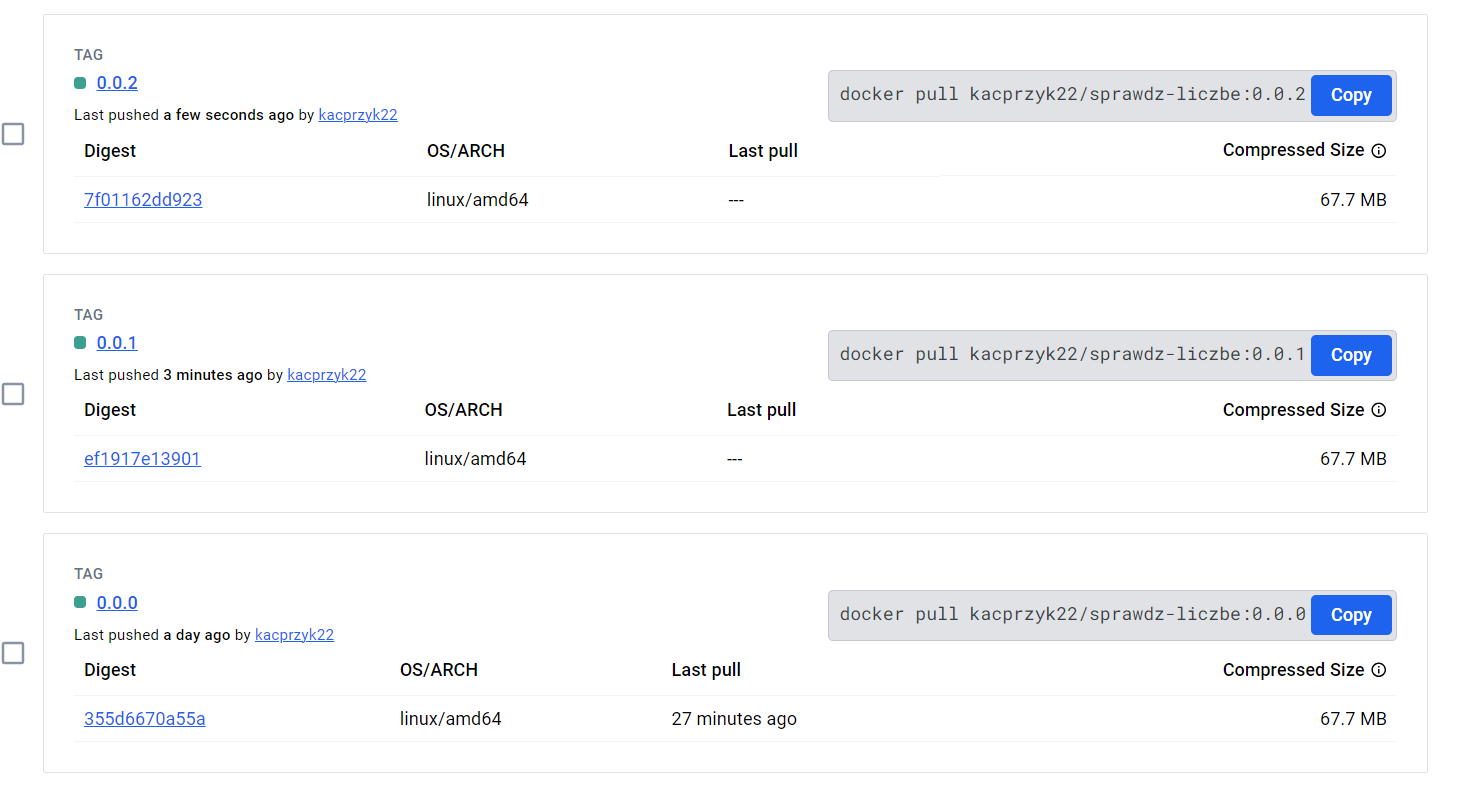 TAG
0.0.2
docker pull kacprzyk22/sprawdz-liczbe:0.0.2 Copy
Last pushed a few seconds ago by kacprzyk22
Digest OS/ARCH Last pull Compressed Size
7f01162dd923 linux/amd64 --- 67.7 MB
TAG
0.0.1
docker pull kacprzyk22/sprawdz-liczbe:0.0.1 Copy
Last pushed 3 minutes ago by kacprzyk22
Digest OS/ARCH Last pull Compressed Size
ef1917e13901 linux/amd64 --- 67.7 MB
TAG
0.0.0
docker pull kacprzyk22/sprawdz-liczbe:0.0.0 Copy
Last pushed a day ago by kacprzyk22
Digest OS/ARCH Last pull Compressed Size
355d6670a55a linux/amd64 27 minutes ago 67.7 MB